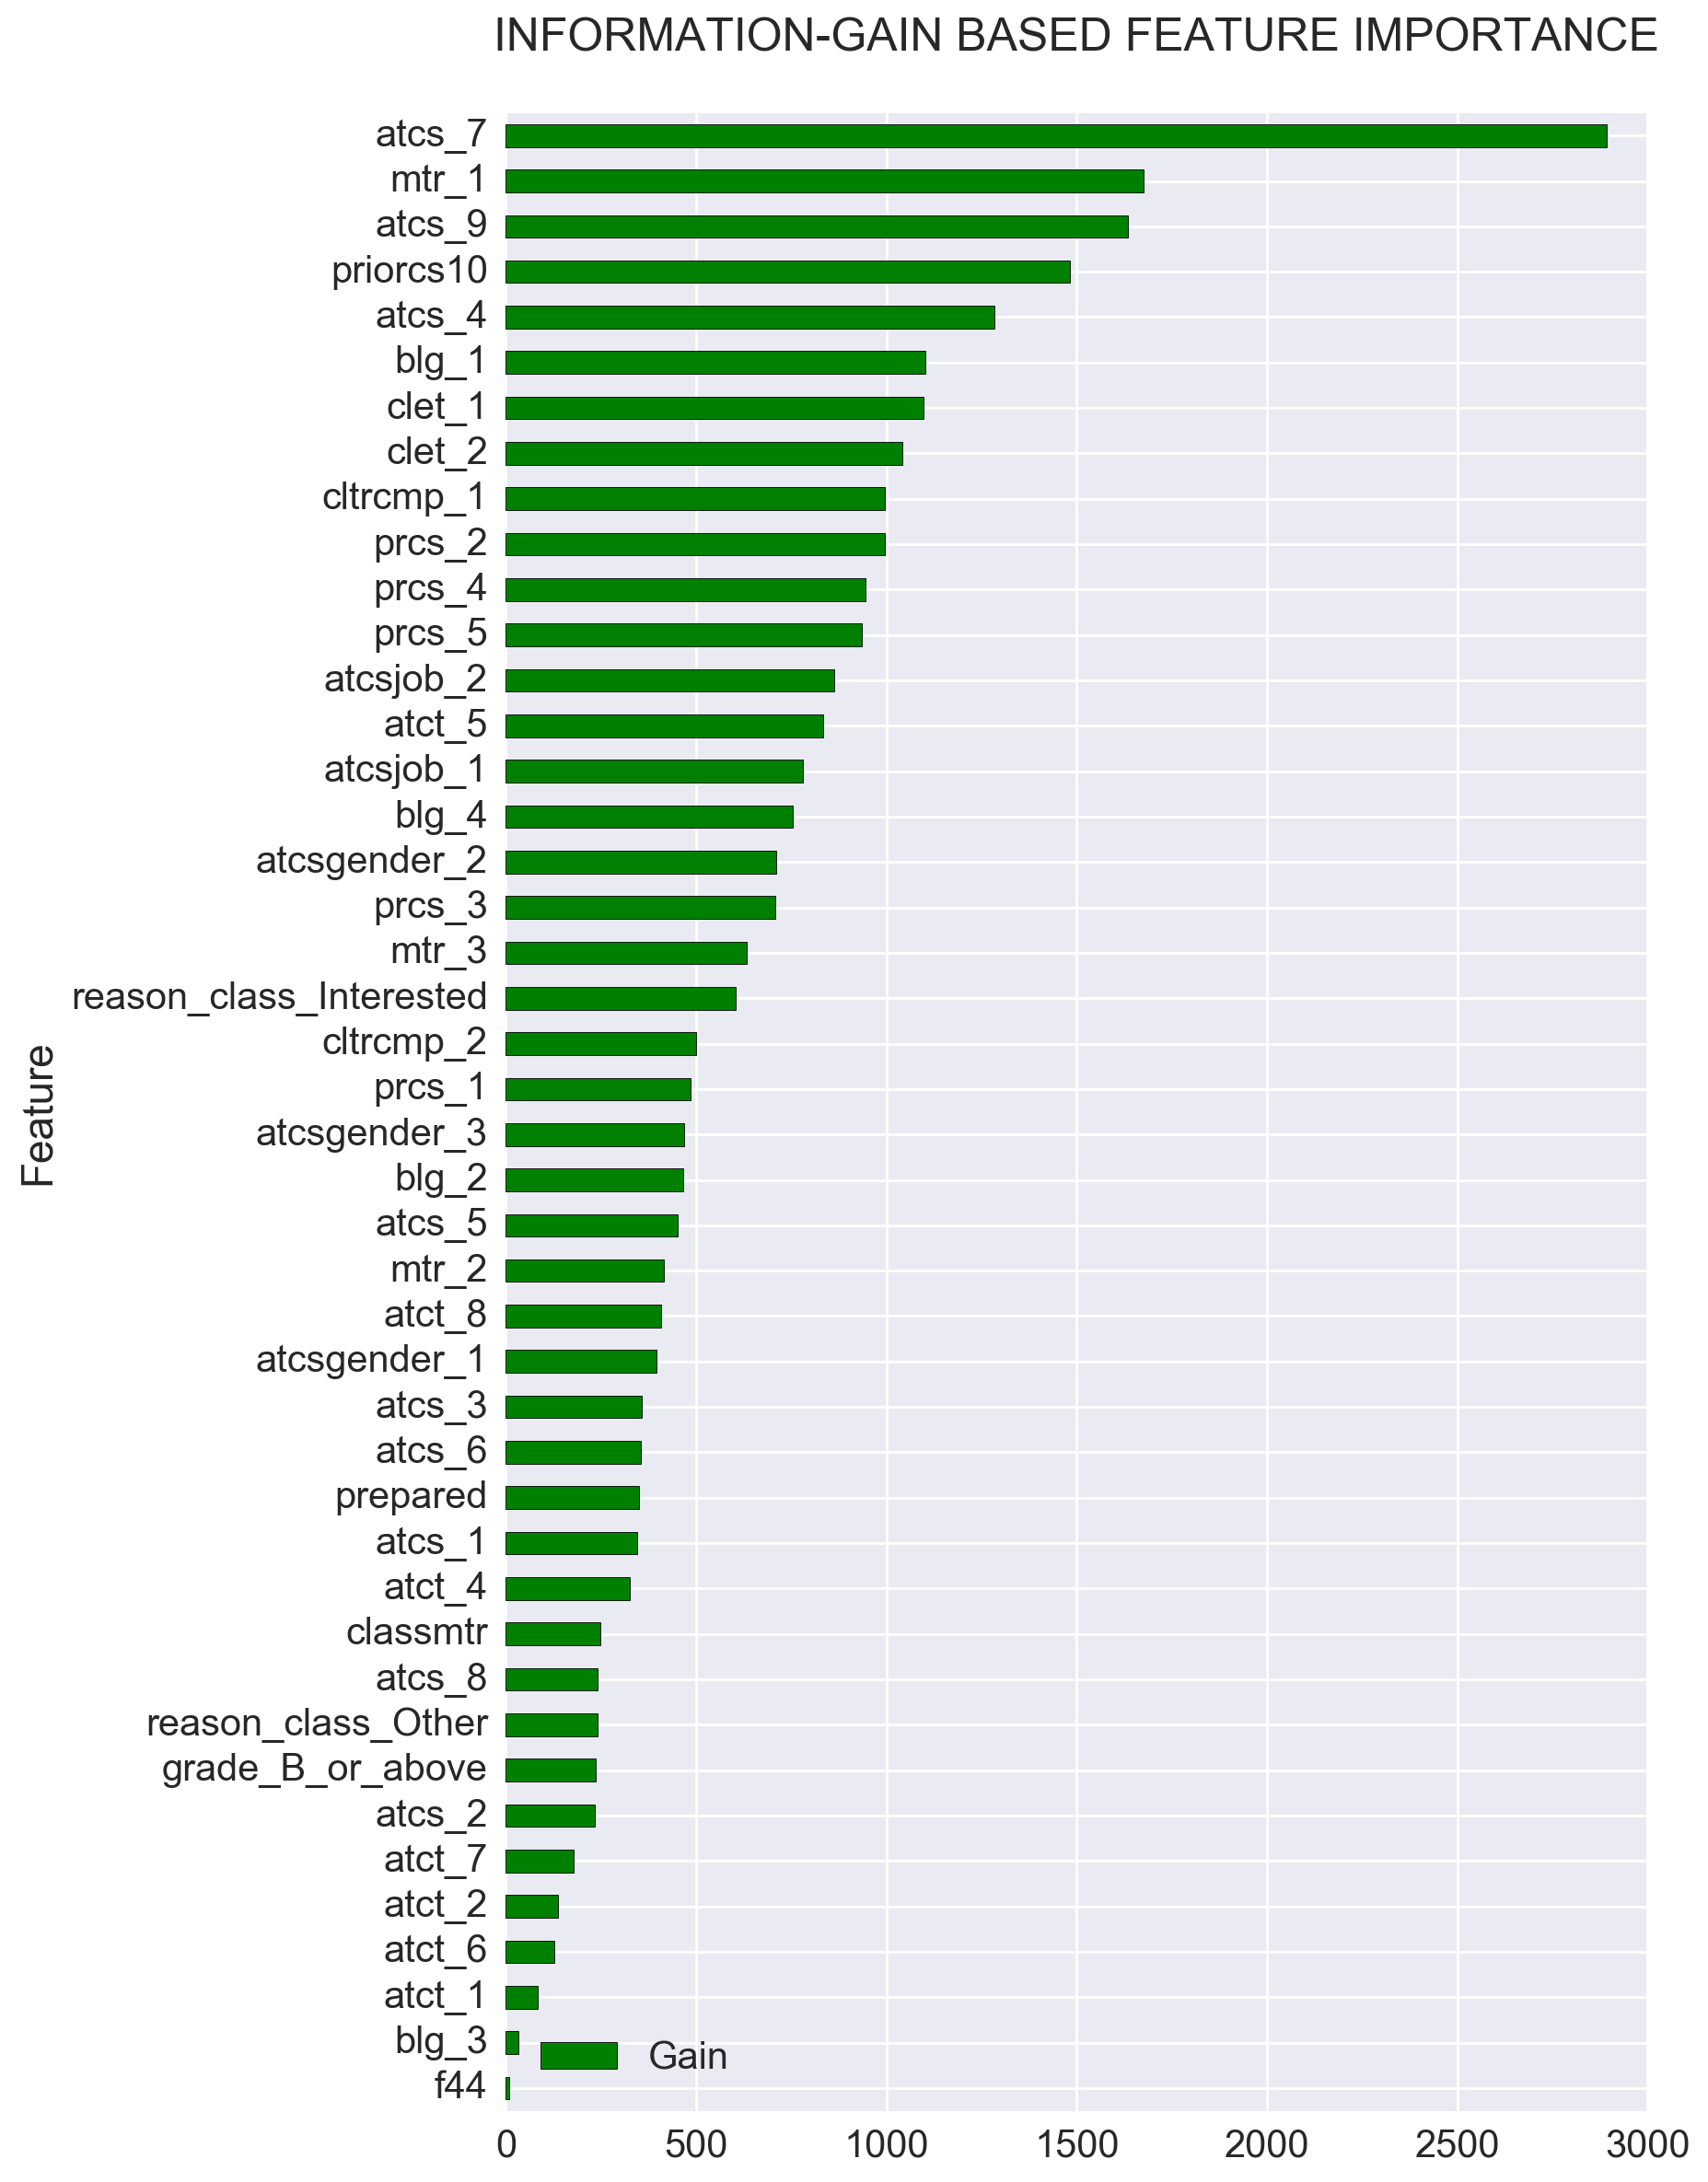 INFORMATION-GAIN BASED FEATURE IMPORTANCE
atcs_7
mtr_1
atcs_9
priorcs10
atcs_4
blg_1
clet_1
clet_2
cltrcmp_1
prcs_2
prcs_4
prcs_5
atcsjob_2
atct_5
atcsjob_1
blg_4
atcsgender_2
prcs_3
mtr_3
reason_class_Interested
cltrcmp_2
prcs_1
atcsgender_3
blg_2
atcs_5
mtr_2
atct_8
atcsgender_1
atcs_3
atcs_6
prepared
atcs_1
atct_4
classmtr
atcs_8
reason_class_Other
grade_B_or_above
atcs_2
atct_7
atct_2
atct_6
atct_1
blg_3
f44
Feature
Gain
0 500 1000 1500 2000 2500 3000